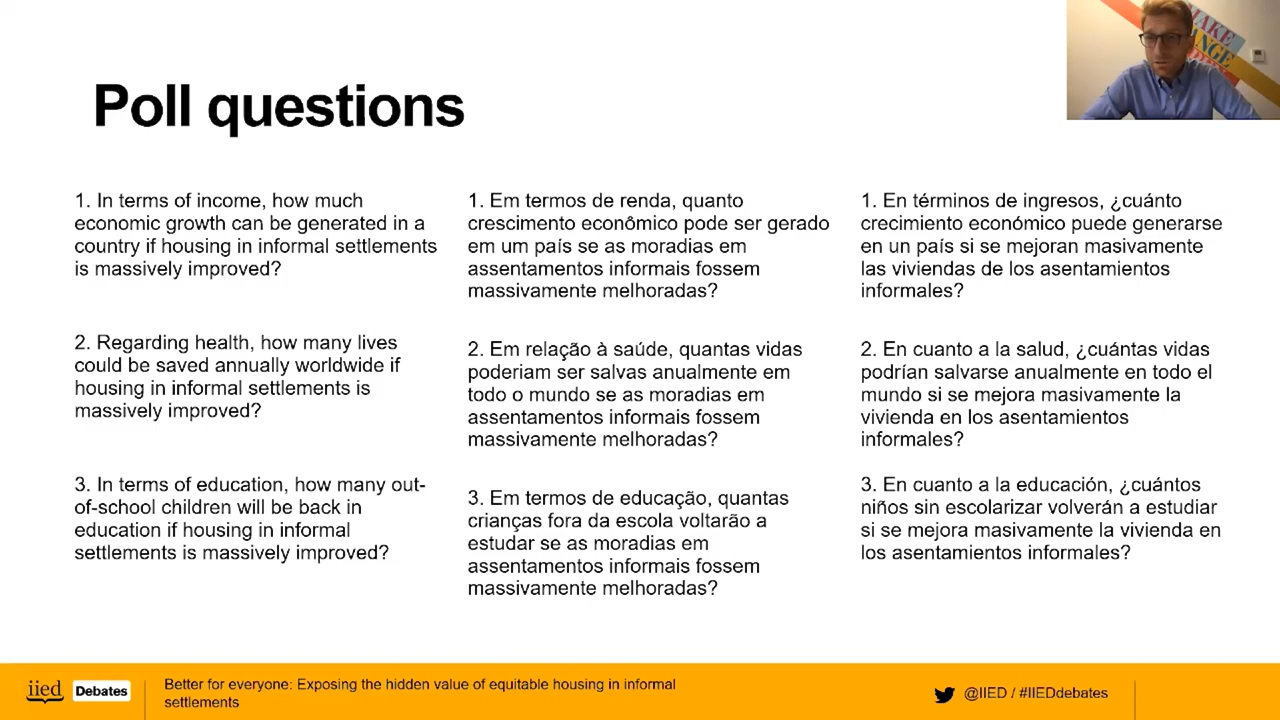 Poll questions
MAKE
1. In terms of income, how much
economic growth can be generated in a
country if housing in informal settlements
is massively improved?
2. Regarding health, how many lives
could be saved annually worldwide if
housing in informal settlements is
massively improved?
3. In terms of education, how many out-
of-school children will be back in
education if housing in informal
settlements is massively improved?
1. Em termos de renda, quanto
crescimento econômico pode ser gerado
em um país se as moradias em
assentamentos informais fossem
massivamente melhoradas?
2. Em relação à saúde, quantas vidas
poderiam ser salvas anualmente em
todo o mundo se as moradias em
assentamentos informais fossem
massivamente melhoradas?
3. Em termos de educação, quantas
crianças fora da escola voltarão a
estudar se as moradias em
assentamentos informais fossem
massivamente melhoradas?
1. En términos de ingresos, ¿cuánto
crecimiento económico puede generarse
en un país si se mejoran masivamente
las viviendas de los asentamientos
informales?
2. En cuanto a la salud, ¿cuántas vidas
podrían salvarse anualmente en todo el
mundo si se mejora masivamente la
vivienda en los asentamientos
informales?
3. En cuanto a la educación, ¿cuántos
niños sin escolarizar volverán a estudiar
si se mejora masivamente la vivienda en
los asentamientos informales?
iied Debates
Better for everyone: Exposing the hidden value of equitable housing in informal
settlements
@IIED / #IIEDdebates